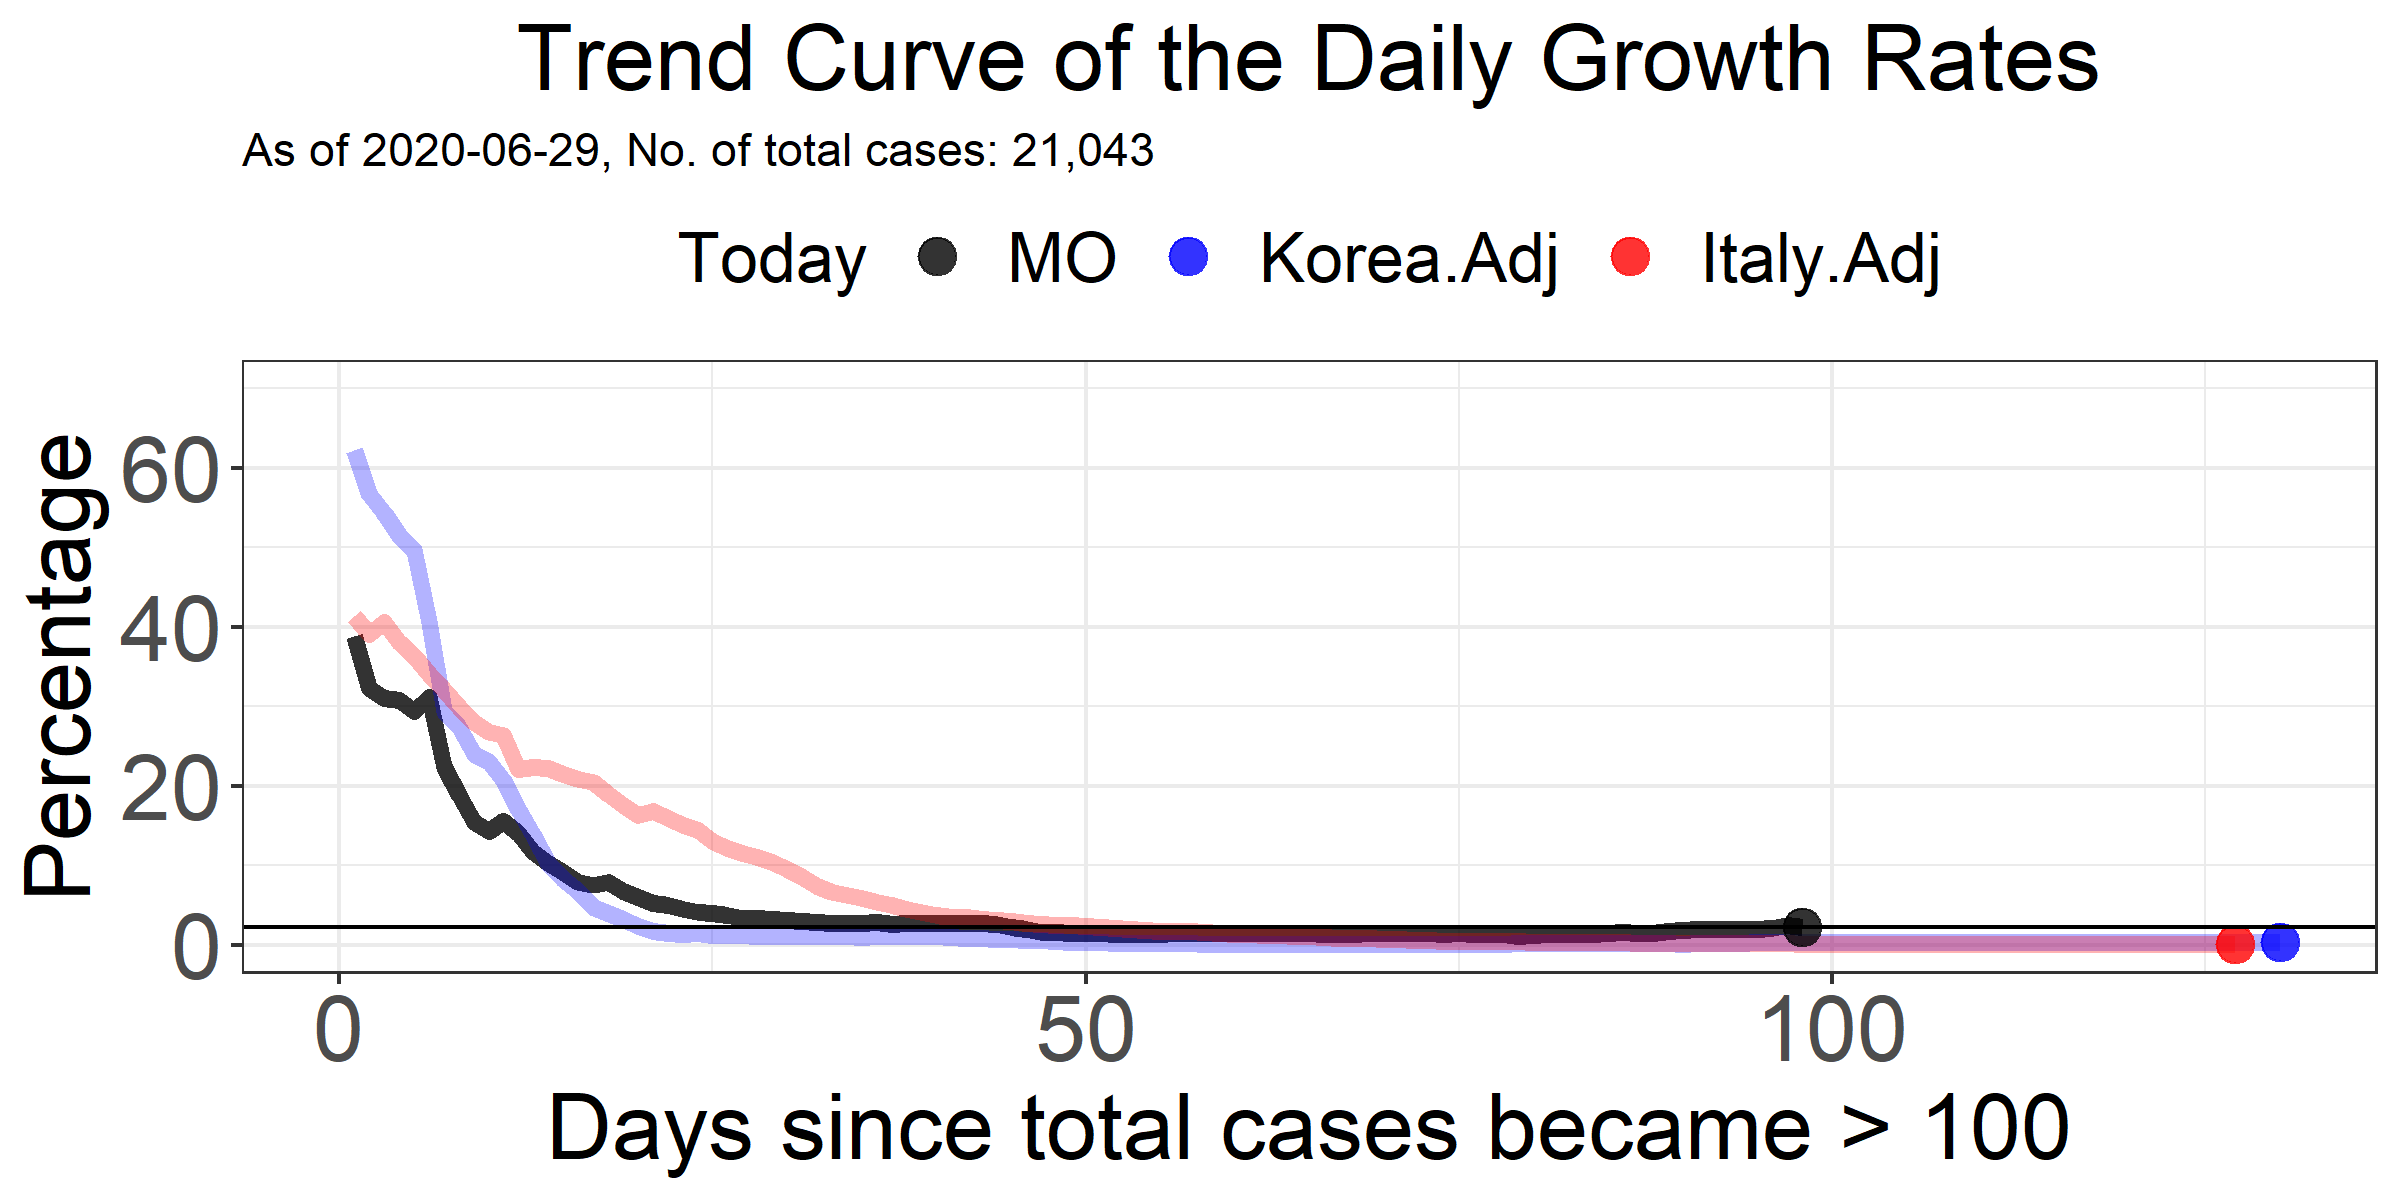 Trend Curve of the Daily Growth Rates
As of 2020-06-29, No. of total cases: 21,043
Today MO Korea.Adj Italy.Adj
Percentage
60
40
20
0
0 50 100
Days since total cases became > 100